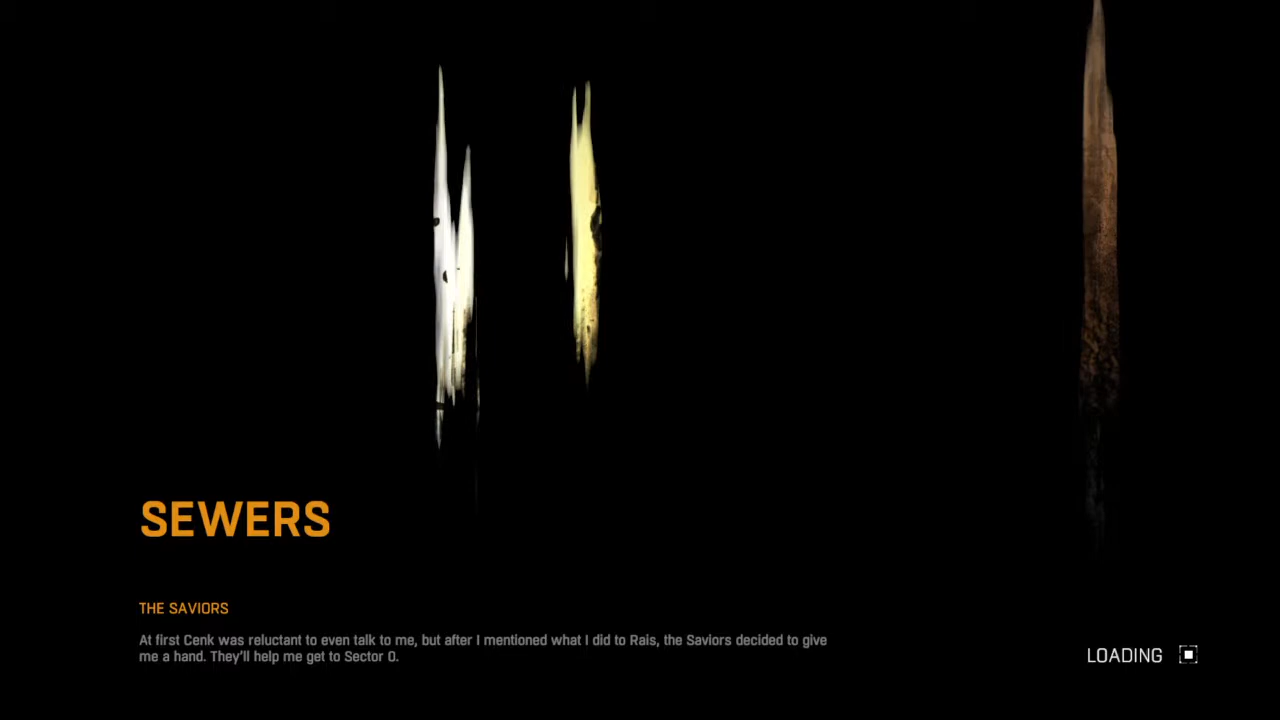 SEWERS
THE SAVIORS
At first Cenk was reluctant to even talk to me, but after I mentioned what I did to Rais, the Saviors decided to give
me a hand. They'll help me get to Sector 0.
LOADING